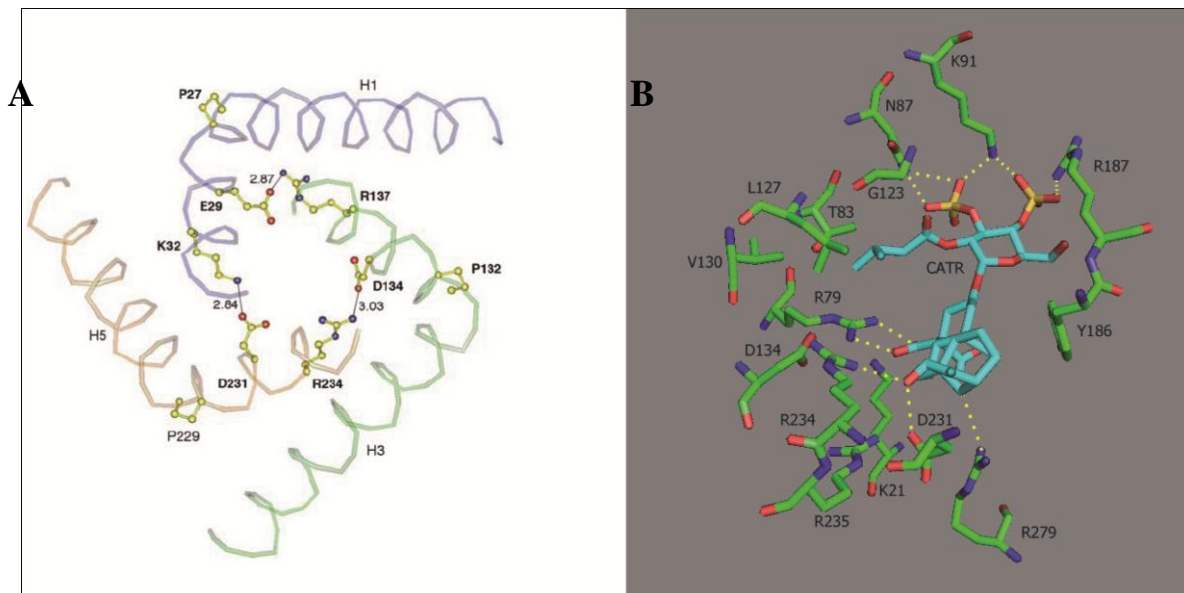 A
P27
H1
2.87
R137
E29
K32
P132
D134
2.84
3.03
H5
D231
R234
P229
H3
B
K91
N87
R187
G123
L127
T83
CATR
V130
R79
Y186
D134
R234
D231
K21
R235
R279